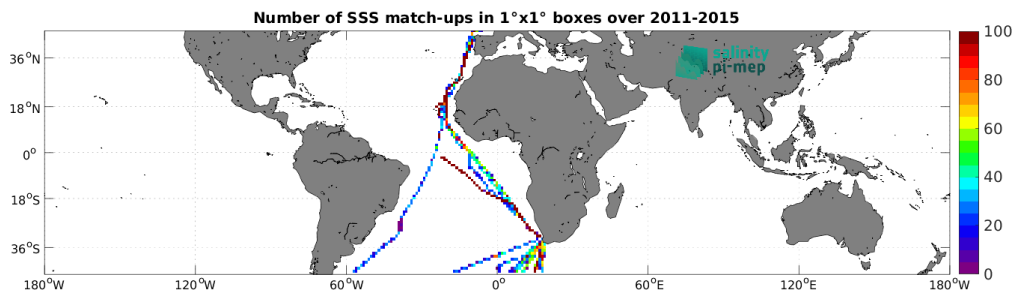 Number of SSS match-ups in 1°x1° boxes over 2011-2015
salinity
pi-mep
36°N
18°N
0°
18°S
36°S
180°W
120°W
60°W
0°
60°E
120°E
180°W
100
80
60
40
20
0